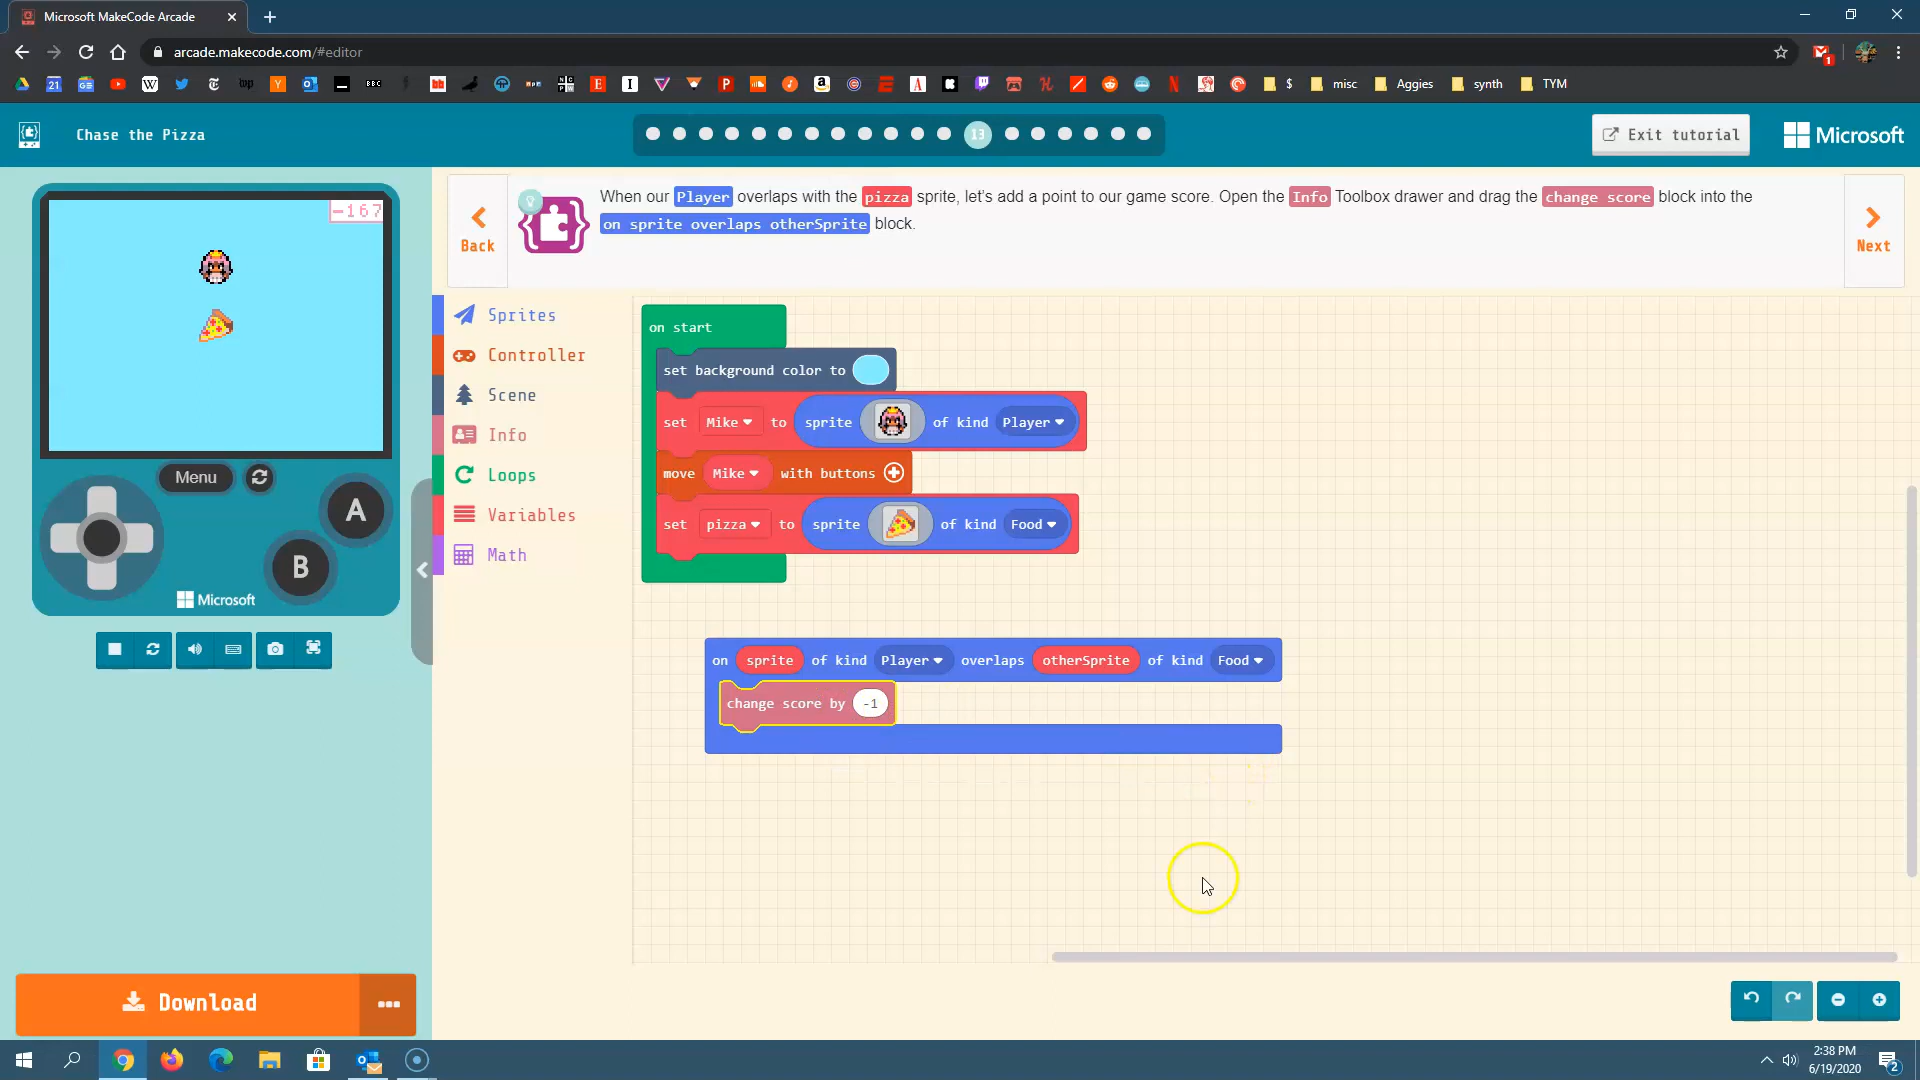 Microsoft MakeCode Arcade
arcade.makecode.com/#editor
$ misc Aggies synth TYM
Chase the Pizza
13
Exit tutorial
Microsoft
Back
When our Player overlaps with the pizza sprite, let's add a point to our game score. Open the Info Toolbox drawer and drag the change score block into the
on sprite overlaps otherSprite block.
Next
-167
Menu
A
B
Microsoft
Sprites
Controller
Scene
Info
Loops
Variables
Math
on start
set background color to
set Mike to sprite of kind Player
move Mike with buttons
set pizza to sprite of kind Food
on sprite of kind Player overlaps otherSprite of kind Food
change score by -1
Download
2:38 PM
6/19/2020
2